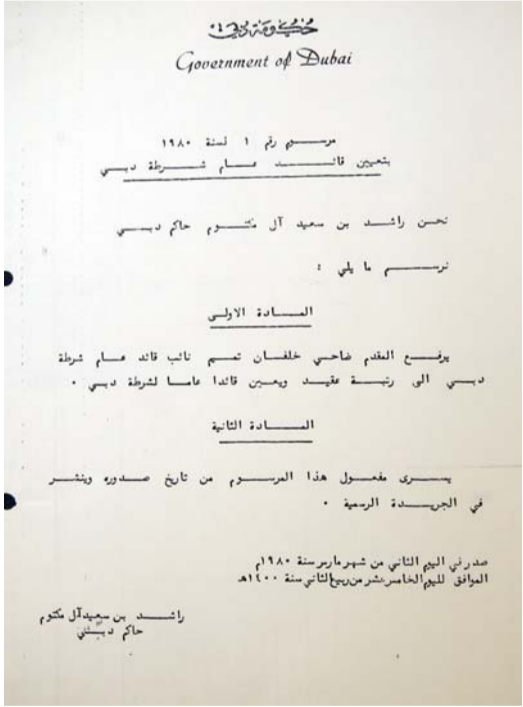 حكومة دبي
Government of Dubai
مرسوم رقم ١ لسنة ١٩٨٠
بتعيين قائد عام شرطة دبي
نحن راشد بن سعيد آل مكتوم حاكم دبي
نرسم ما يلي :
المادة الاولى
يرفع المقدم ضاحي خلفان تميم نائب قائد عام شرطة
دبي الى رتبة عقيد ويعين قائدا عاما لشرطة دبي .
المادة الثانية
يسرى مفعول هذا المرسوم من تاريخ صدوره وينشر
في الجريدة الرسمية .
صدر في اليوم الثاني من شهر مارس سنة ١٩٨٠م
الموافق لليوم الخامس عشر من ربيع الثاني سنة ١٤٠٠هـ
راشد بن سعيد آل مكتوم
حاكم دبي